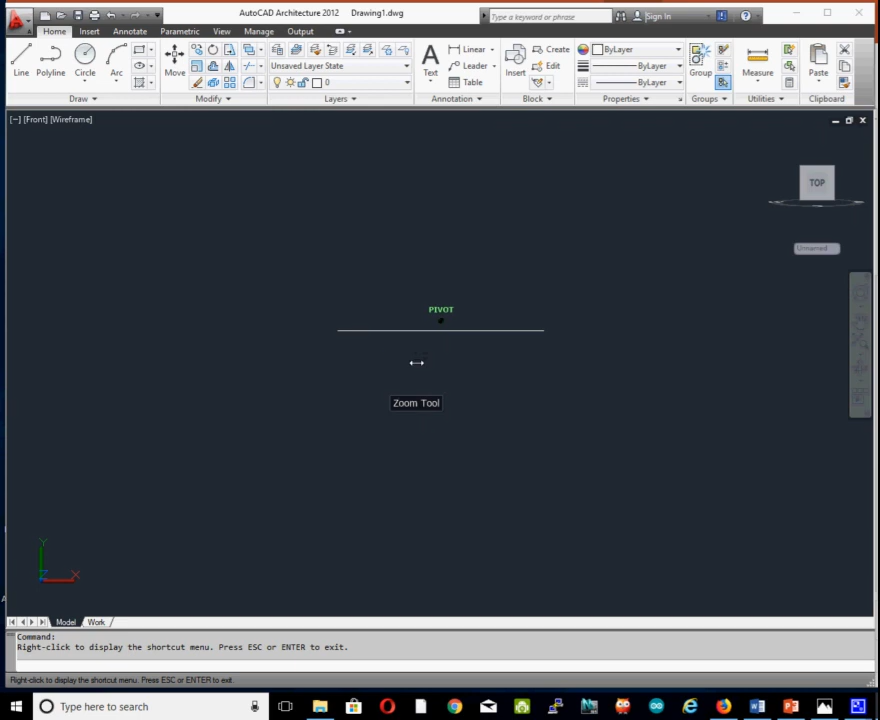 AutoCAD Architecture 2012 Drawing1.dwg
Type a keyword or phrase
Sign In
Home Insert Annotate Parametric View Manage Output
Line Polyline Circle Arc
Move
Unsaved Layer State
0
Text
Linear
Leader
Table
Insert
Create
Edit
ByLayer
ByLayer
ByLayer
Group
Measure
Paste
Draw Modify Layers Annotation Block Properties Groups Utilities Clipboard
[−] [Front] [Wireframe]
TOP
Unnamed
PIVOT
Zoom Tool
Y
Z X
Model Work
Command:
Right-click to display the shortcut menu. Press ESC or ENTER to exit.
Right-click to display the shortcut menu. Press ESC or ENTER to exit.
Type here to search